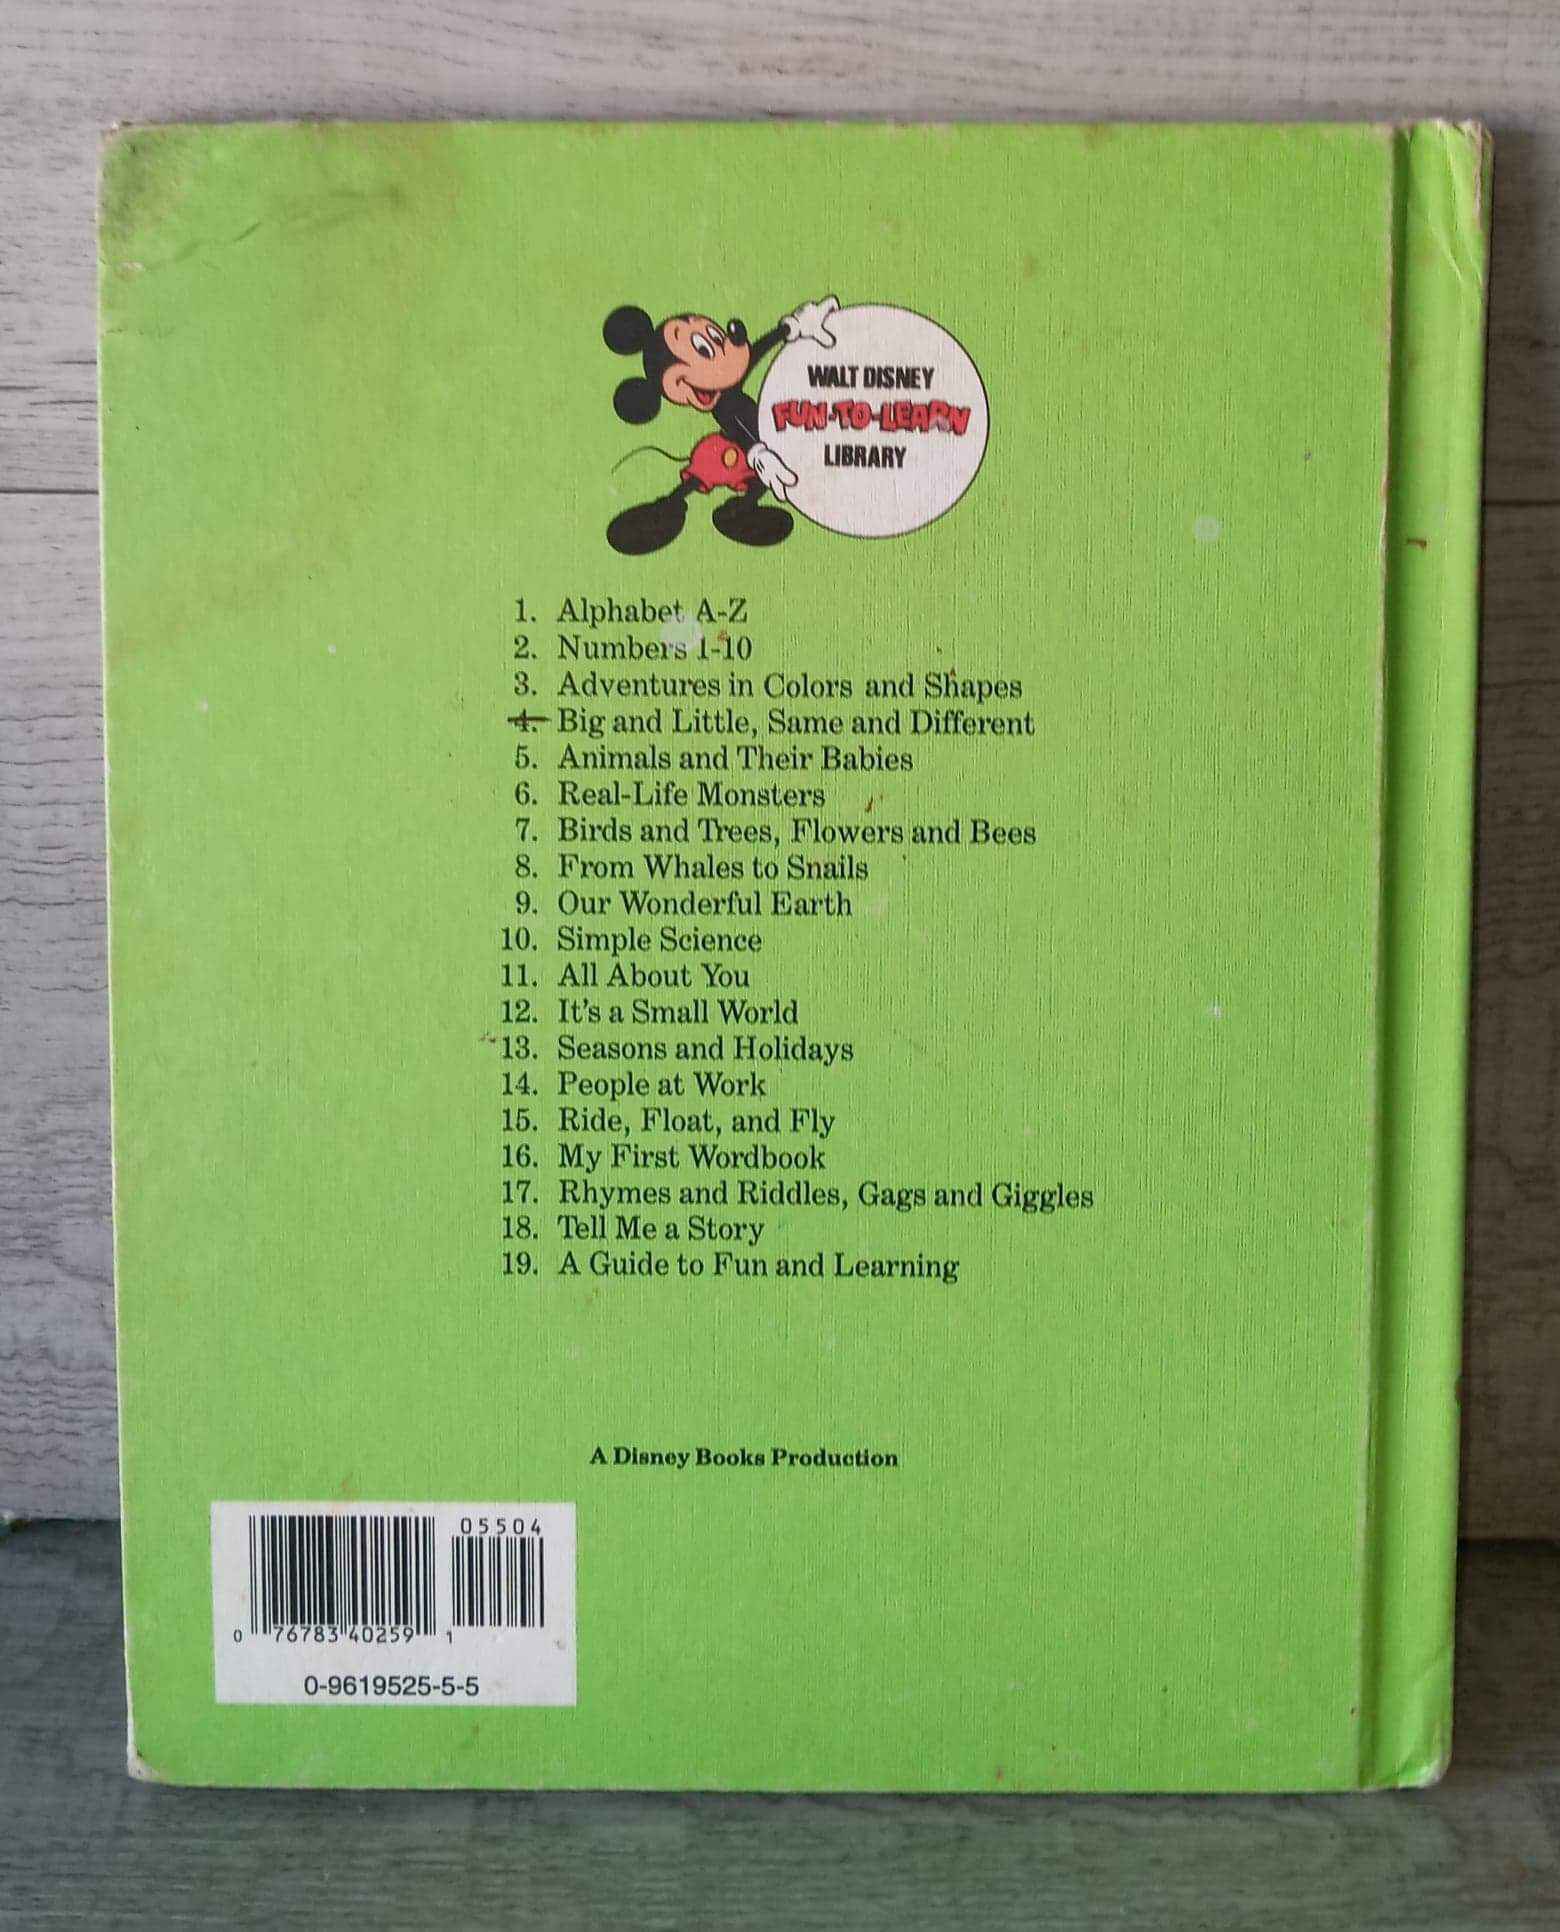 WALT DISNEY
FUN-TO-LEARN
LIBRARY
1. Alphabet A-Z
2. Numbers 1-10
3. Adventures in Colors and Shapes
4. Big and Little, Same and Different
5. Animals and Their Babies
6. Real-Life Monsters
7. Birds and Trees, Flowers and Bees
8. From Whales to Snails
9. Our Wonderful Earth
10. Simple Science
11. All About You
12. It's a Small World
13. Seasons and Holidays
14. People at Work
15. Ride, Float, and Fly
16. My First Wordbook
17. Rhymes and Riddles, Gags and Giggles
18. Tell Me a Story
19. A Guide to Fun and Learning
A Disney Books Production
05504
0 76783 40259 1
0-9619525-5-5